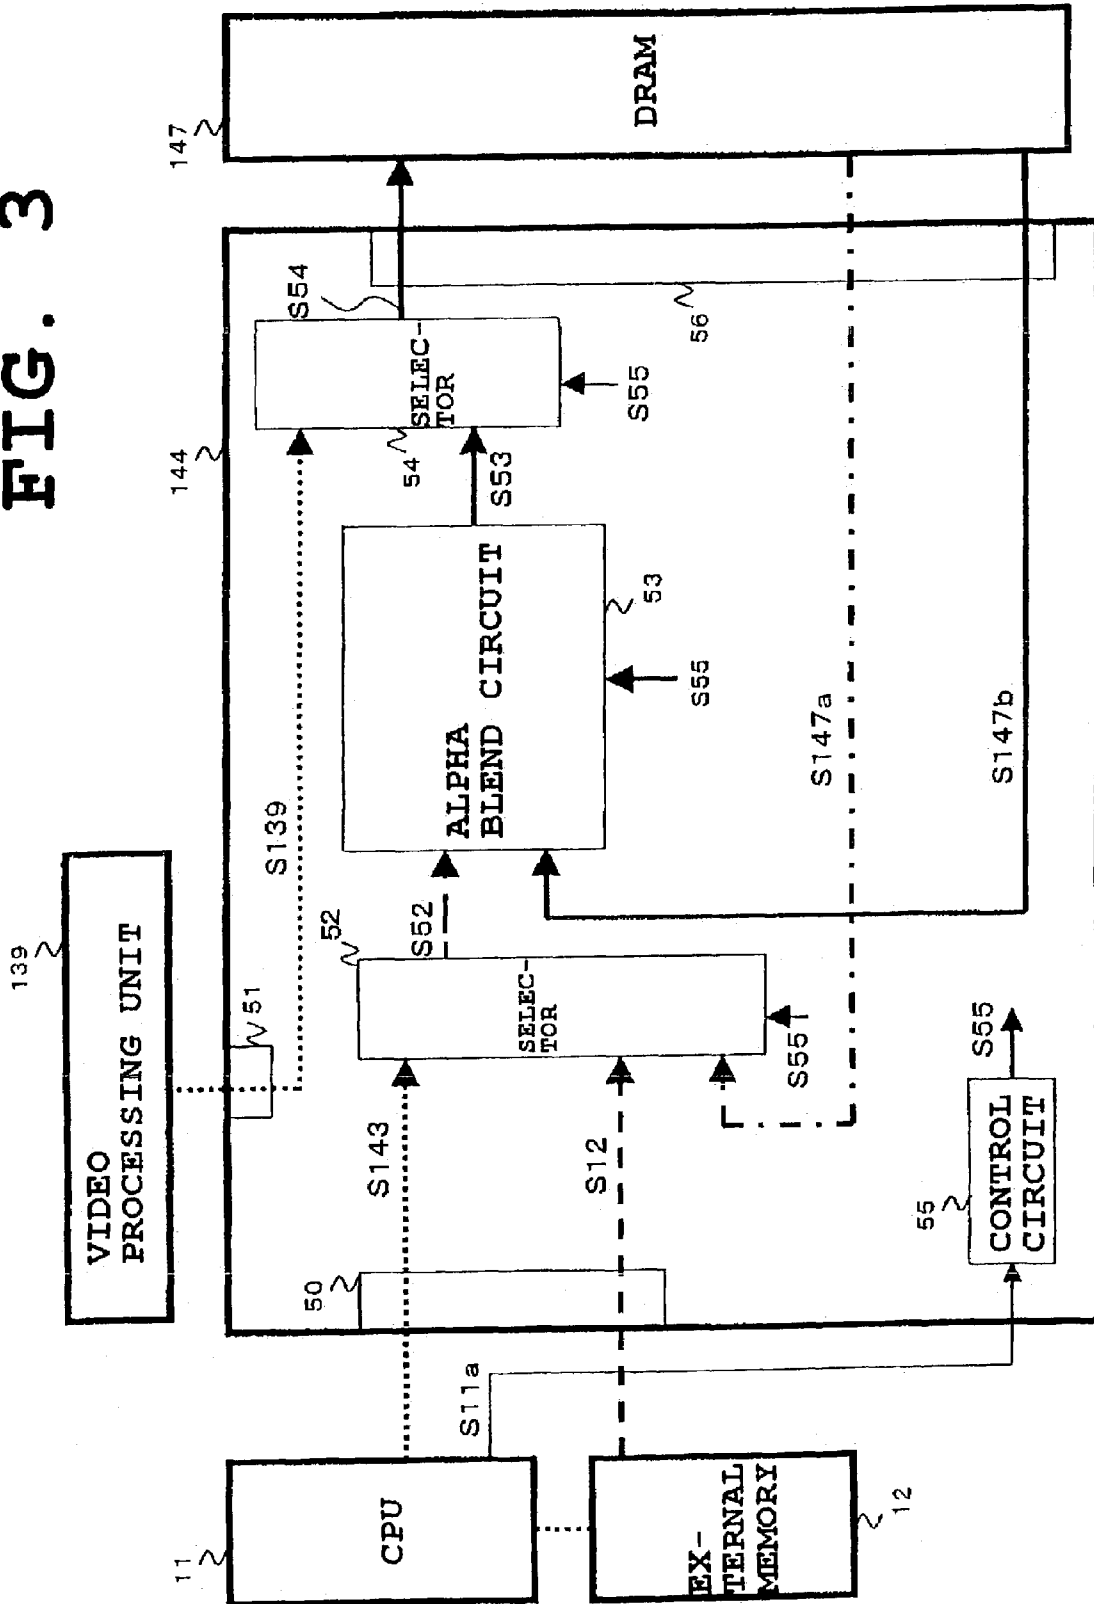 FIG. 3
139
VIDEO
PROCESSING UNIT
144
147
DRAM
51
S139
S54
SELEC-
TOR
54
S55
56
52
S52
ALPHA
BLEND CIRCUIT
53
S55
S53
SELEC-
TOR
S55
50
S143
S12
S147a
S147b
11
CPU
S11a
55
CONTROL
CIRCUIT
S55
EX-
TERNAL
MEMORY
12